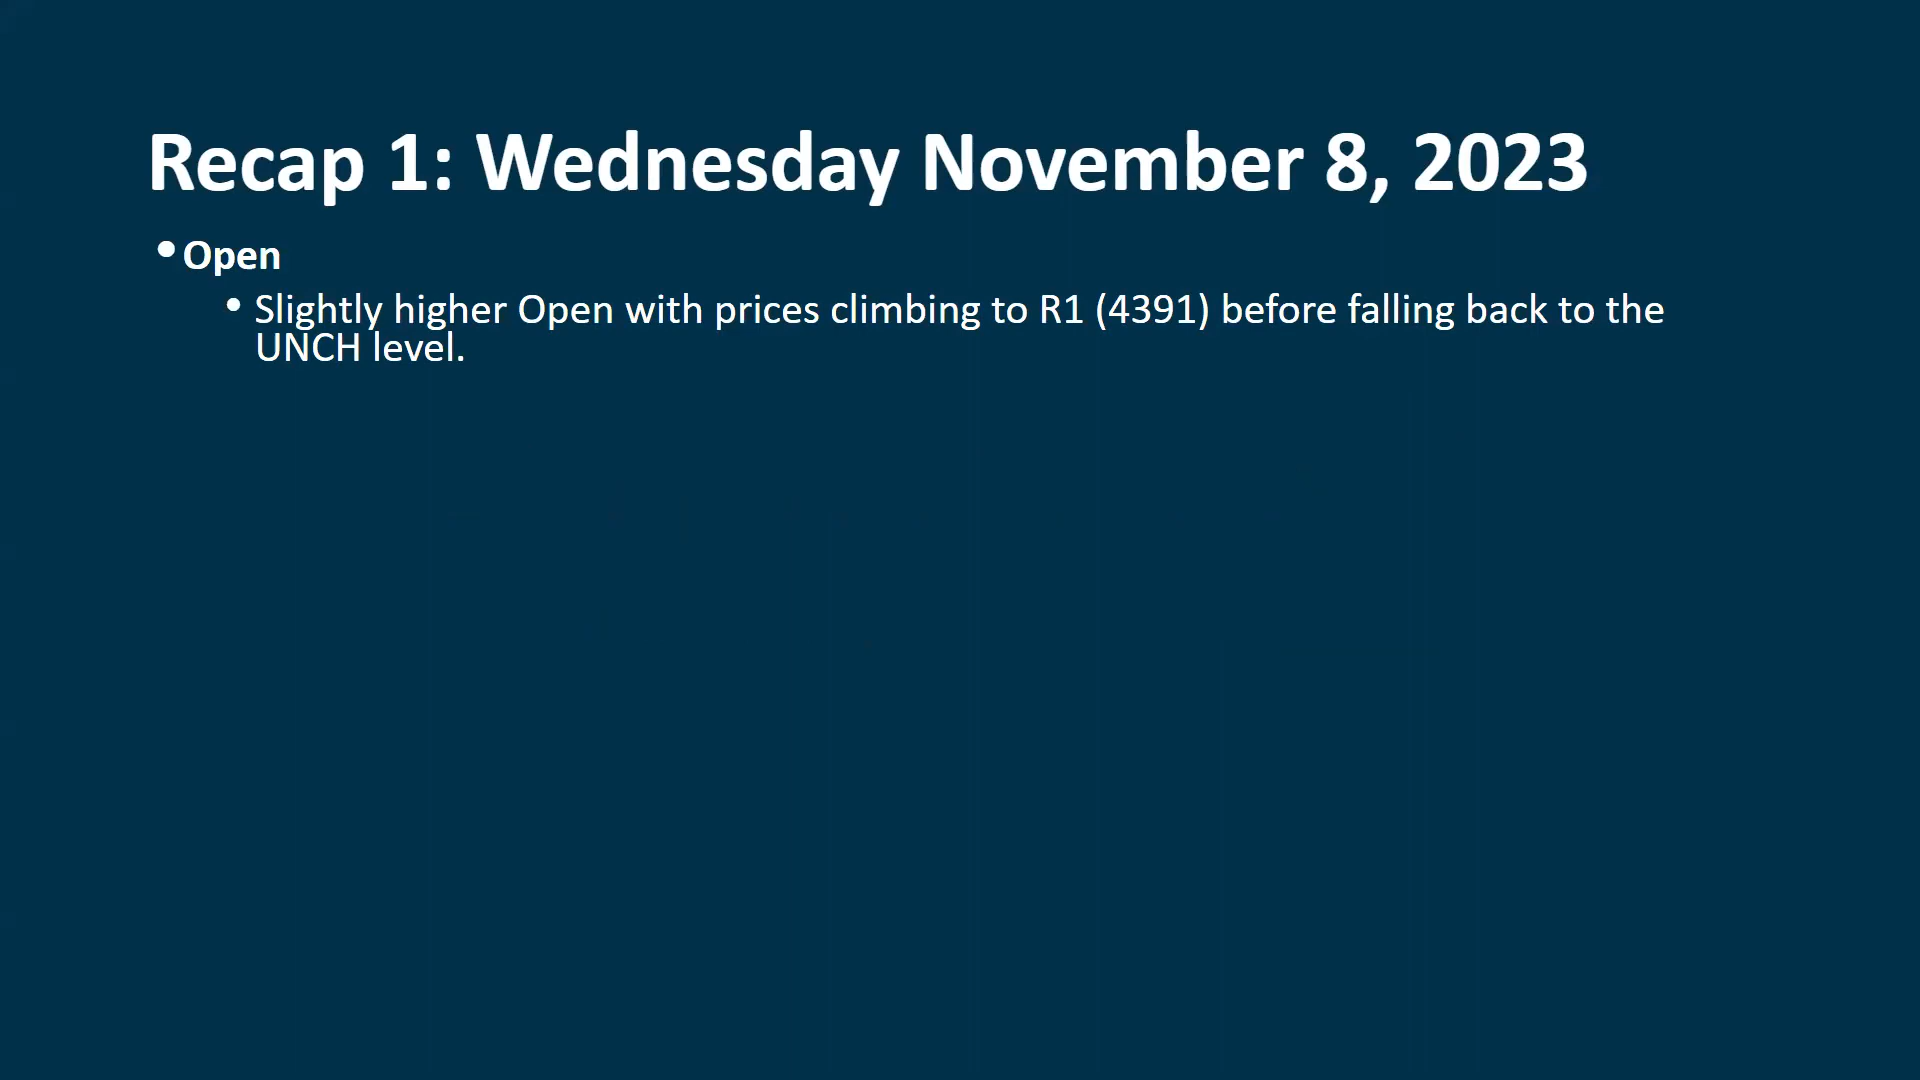 Recap 1: Wednesday November 8, 2023
• Open
• Slightly higher Open with prices climbing to R1 (4391) before falling back to the
UNCH level.